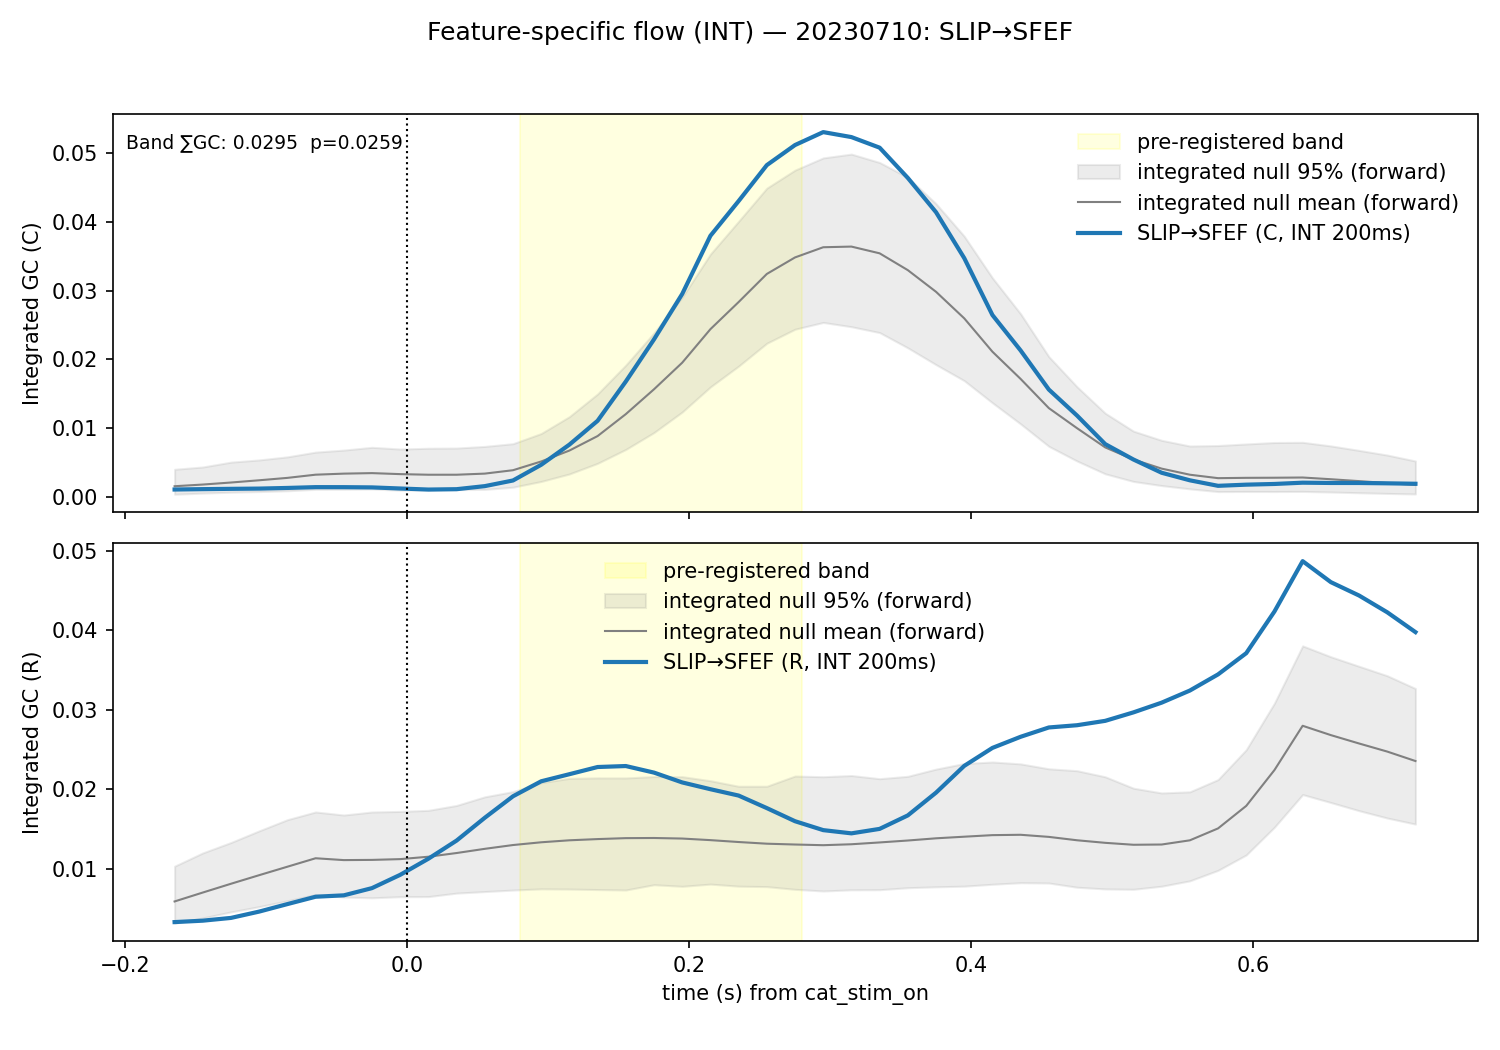 Feature-specific flow (INT) — 20230710: SLIP→SFEF
Band ∑GC: 0.0295  p=0.0259
pre-registered band
integrated null 95% (forward)
integrated null mean (forward)
SLIP→SFEF (C, INT 200ms)
Integrated GC (C)
0.05
0.04
0.03
0.02
0.01
0.00
pre-registered band
integrated null 95% (forward)
integrated null mean (forward)
SLIP→SFEF (R, INT 200ms)
Integrated GC (R)
0.05
0.04
0.03
0.02
0.01
−0.2
0.0
0.2
0.4
0.6
time (s) from cat_stim_on